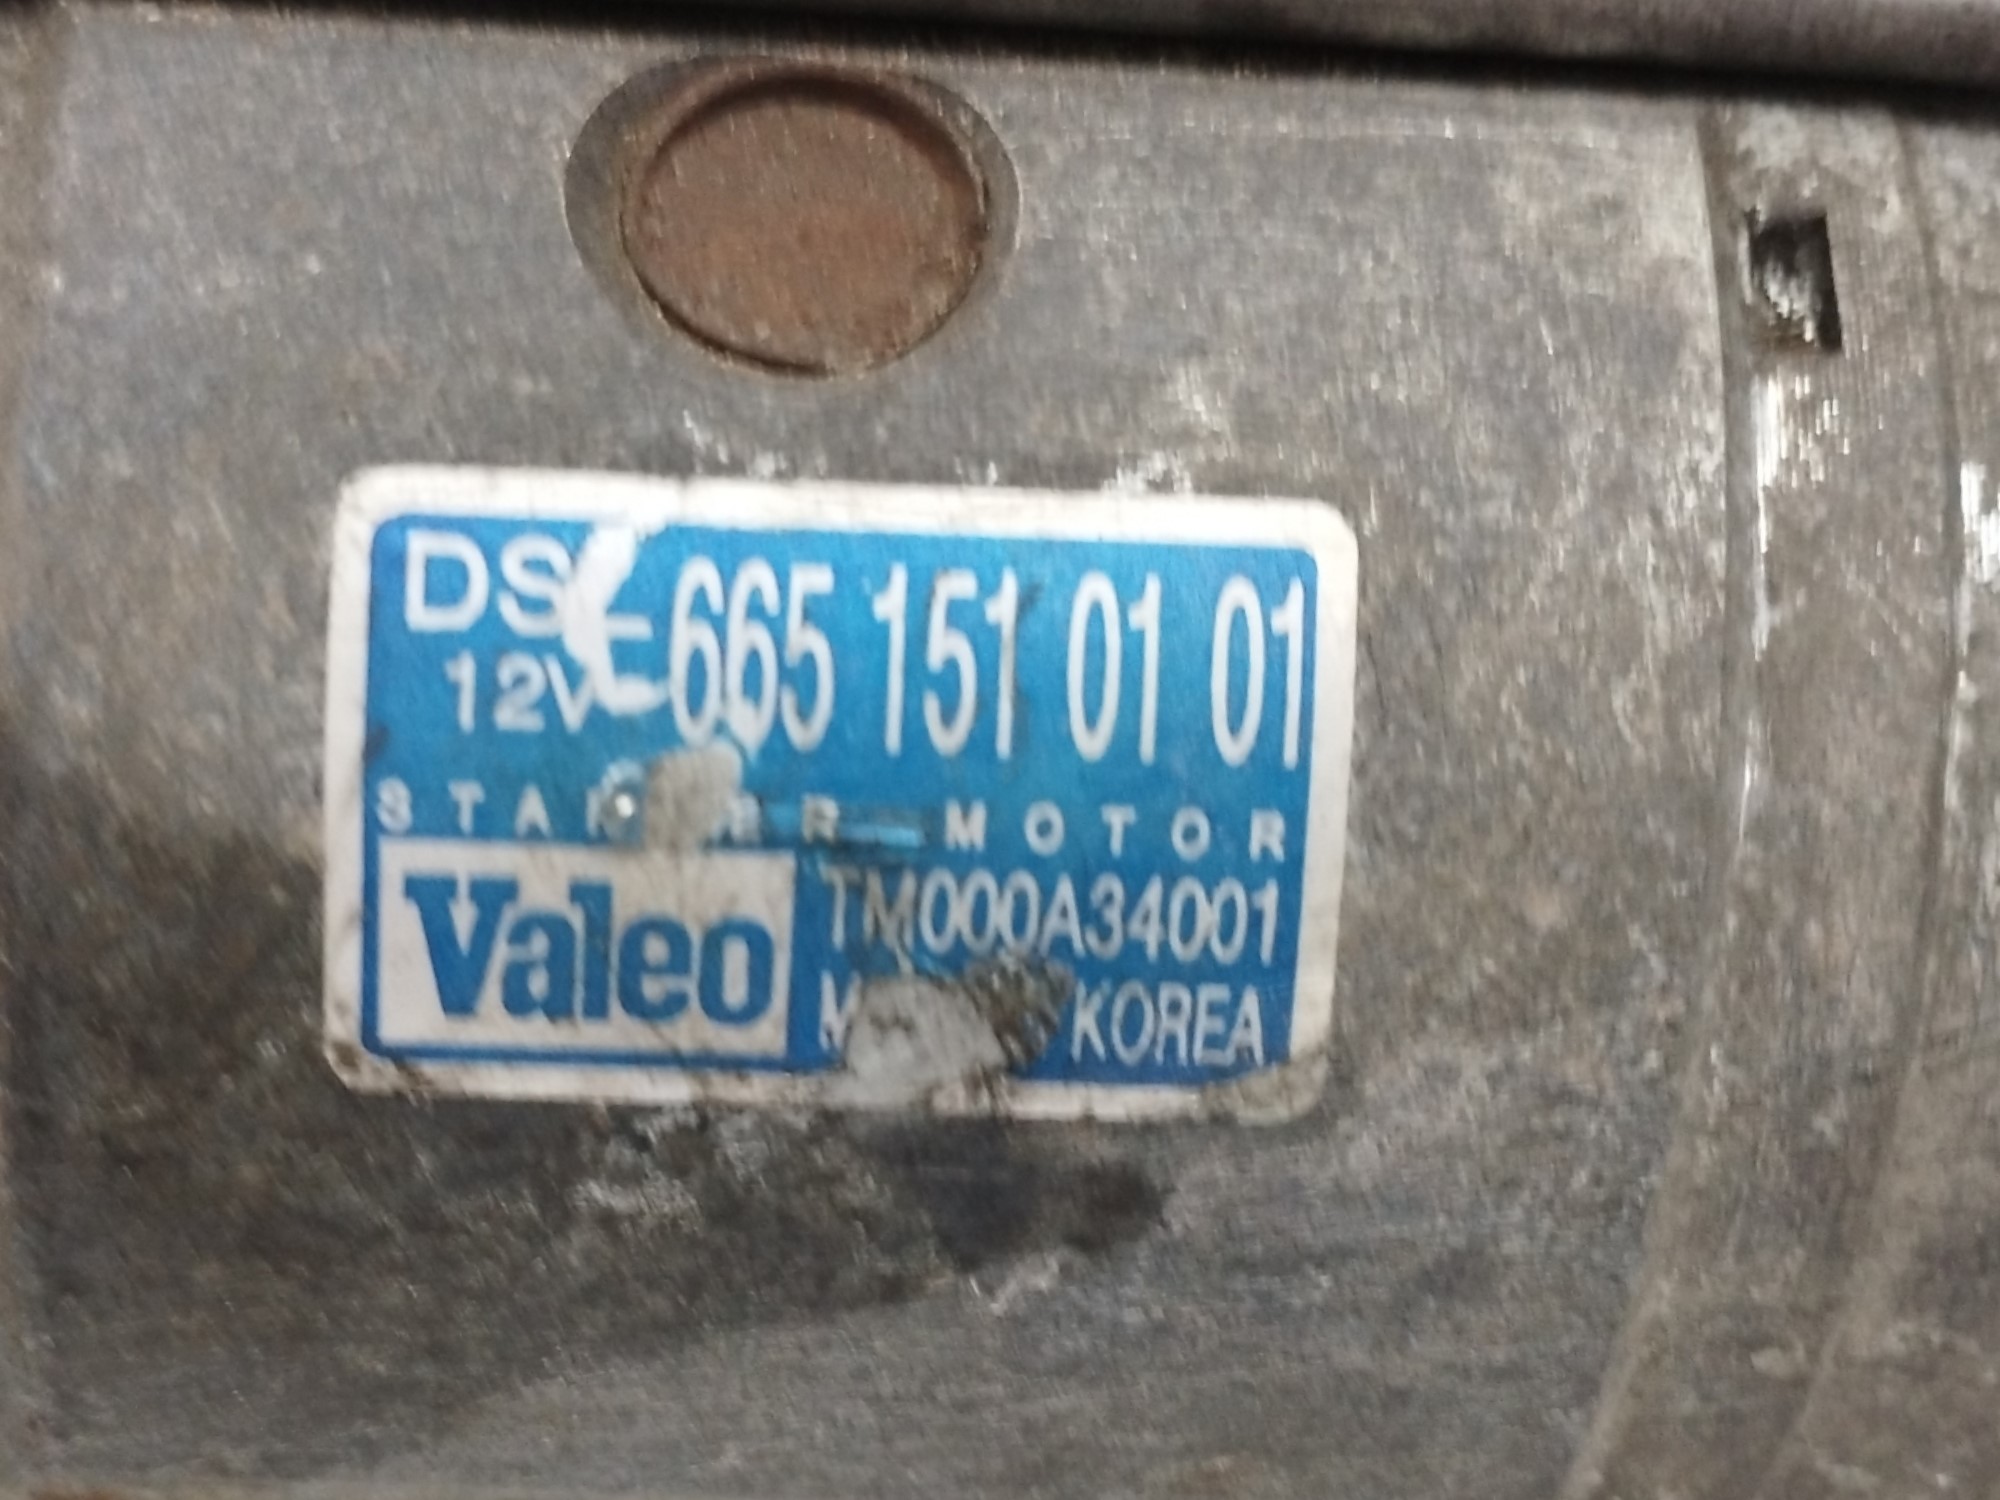 DS 665 151 01 01
12V
MOTOR
Valeo
TM000A34001
KOREA